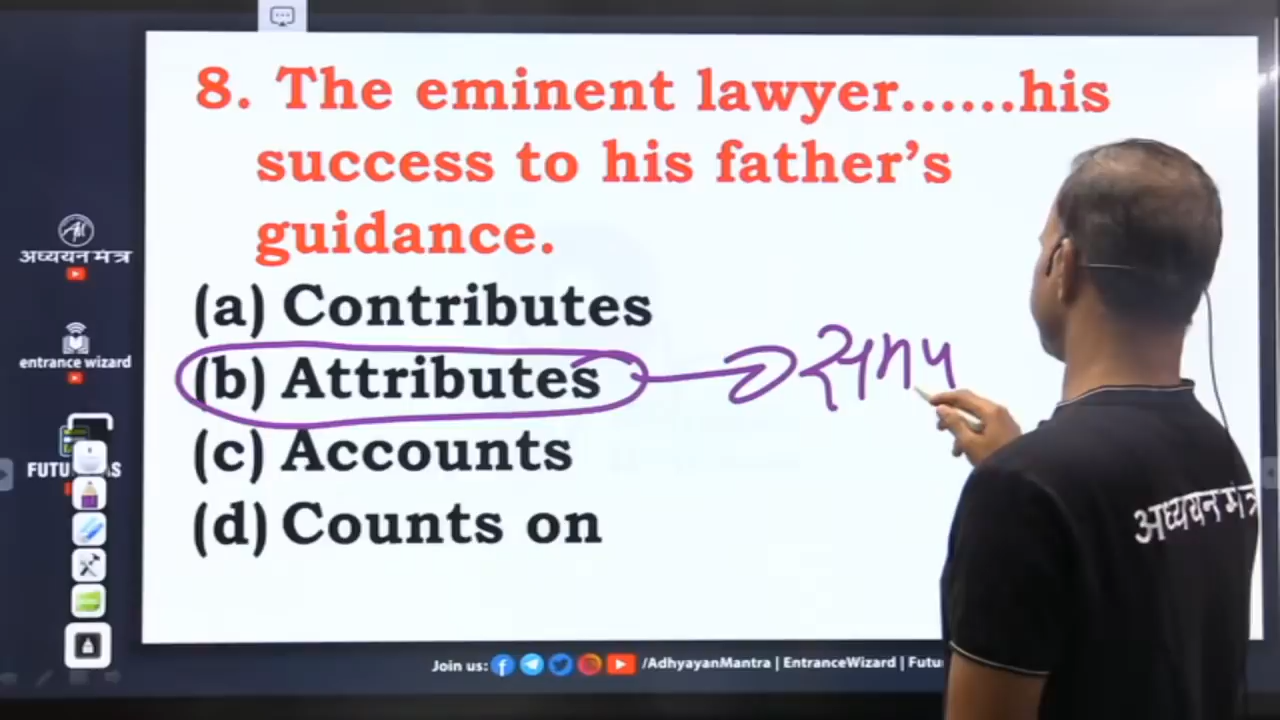 8. The eminent lawyer......his
success to his father's
guidance.
(a) Contributes
(b) Attributes
(c) Accounts
(d) Counts on
अध्ययन मंत्र
entrance wizard
अध्ययन मंत्र
Join us: /AdhyayanMantra | EntranceWizard | Futu